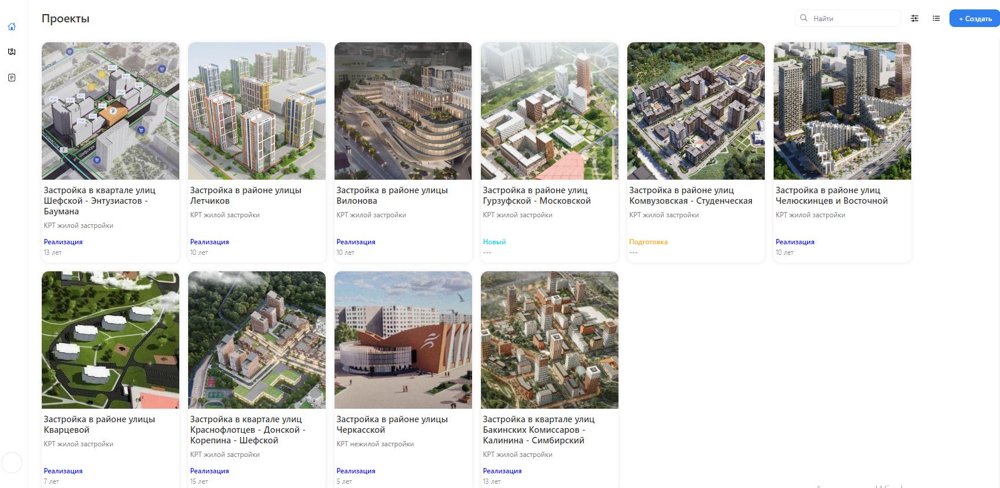 Проекты
Найти
+ Создать
Застройка в квартале улиц
Шефской - Энтузиастов -
Баумана
КРТ жилой застройки
Реализация
13 лет
Застройка в районе улицы
Летчиков
КРТ жилой застройки
Реализация
10 лет
Застройка в районе улицы
Вилонова
КРТ жилой застройки
Реализация
10 лет
Застройка в районе улиц
Гурзуфской - Московской
КРТ жилой застройки
Новый
---
Застройка в районе улиц
Комвузовская - Студенческая
КРТ жилой застройки
Подготовка
---
Застройка в районе улиц
Челюскинцев и Восточной
КРТ жилой застройки
Реализация
10 лет
Застройка в районе улицы
Кварцевой
КРТ жилой застройки
Реализация
7 лет
Застройка в квартале улиц
Краснофлотцев - Донской -
Корепина - Шефской
КРТ жилой застройки
Реализация
15 лет
Застройка в районе улицы
Черкасской
КРТ нежилой застройки
Реализация
5 лет
Застройка в квартале улиц
Бакинских Комиссаров -
Калинина - Симбирский
КРТ жилой застройки
Реализация
13 лет